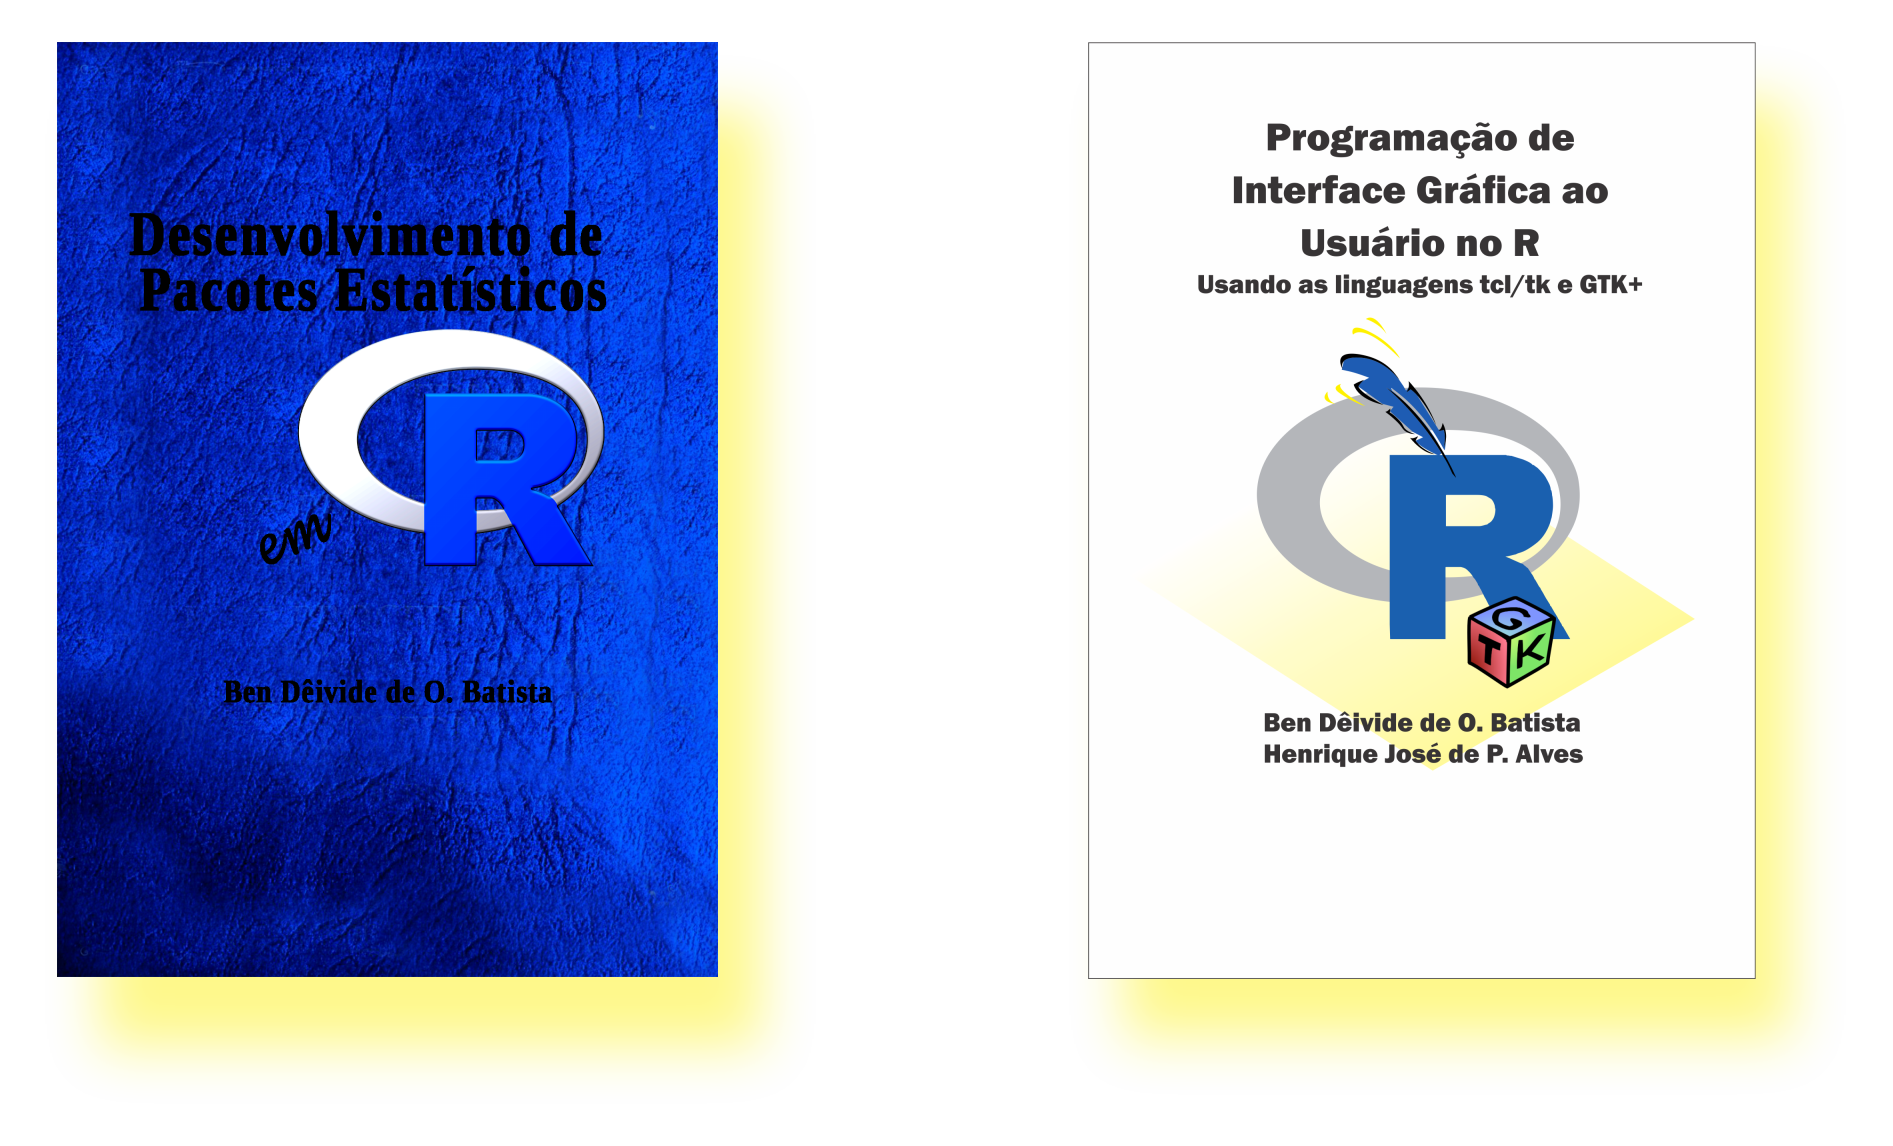 Desenvolvimento de
Pacotes Estatísticos
em
R
Ben Dêivide de O. Batista
Programação de
Interface Gráfica ao
Usuário no R
Usando as linguagens tcl/tk e GTK+
R
G
T K
Ben Dêivide de O. Batista
Henrique José de P. Alves